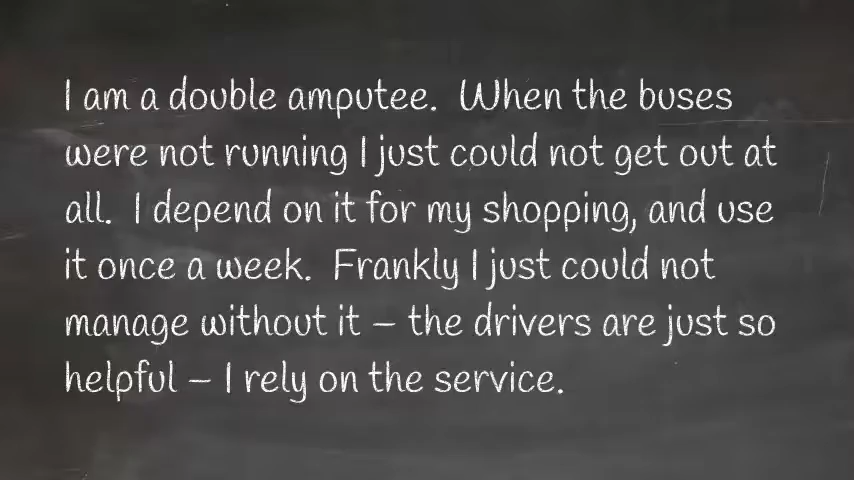 I am a double amputee.  When the buses
were not running I just could not get out at
all.  I depend on it for my shopping, and use
it once a week.  Frankly I just could not
manage without it – the drivers are just so
helpful – I rely on the service.